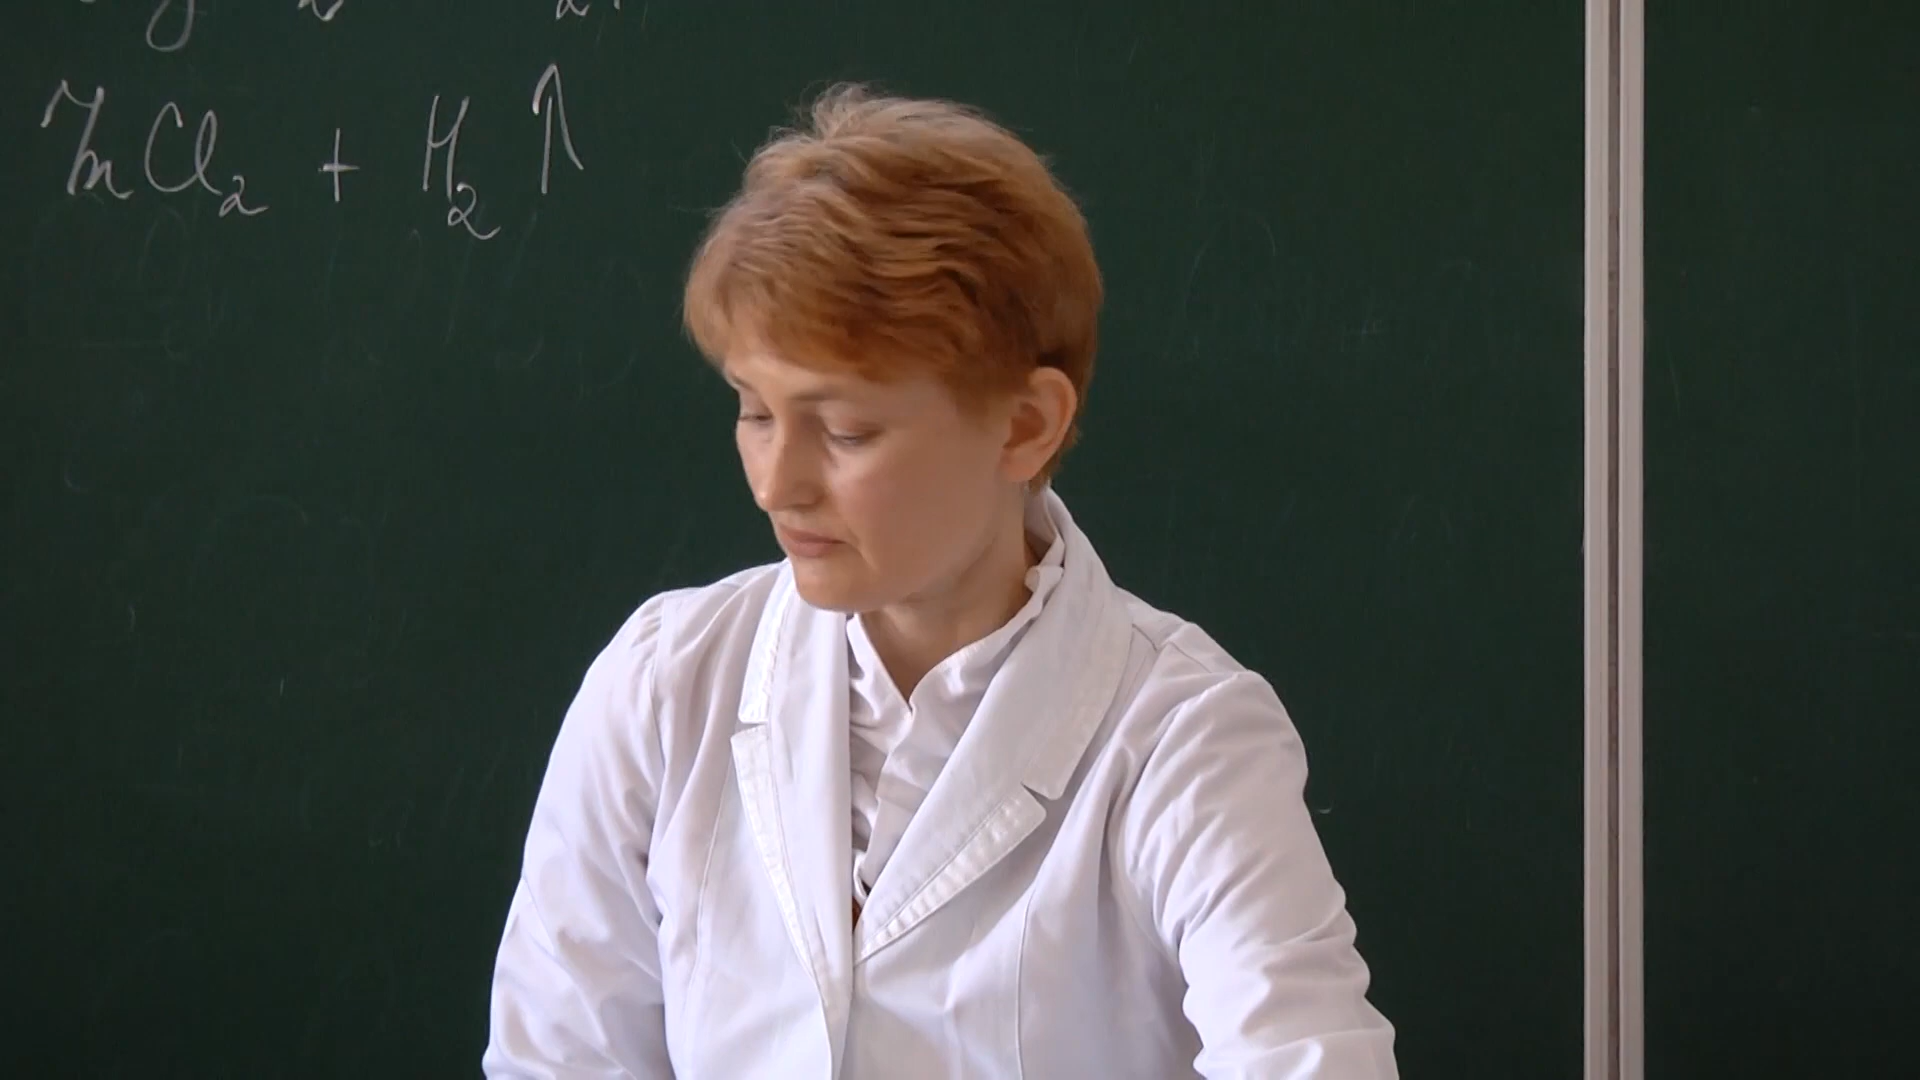 ZnCl₂ + H₂ ↑